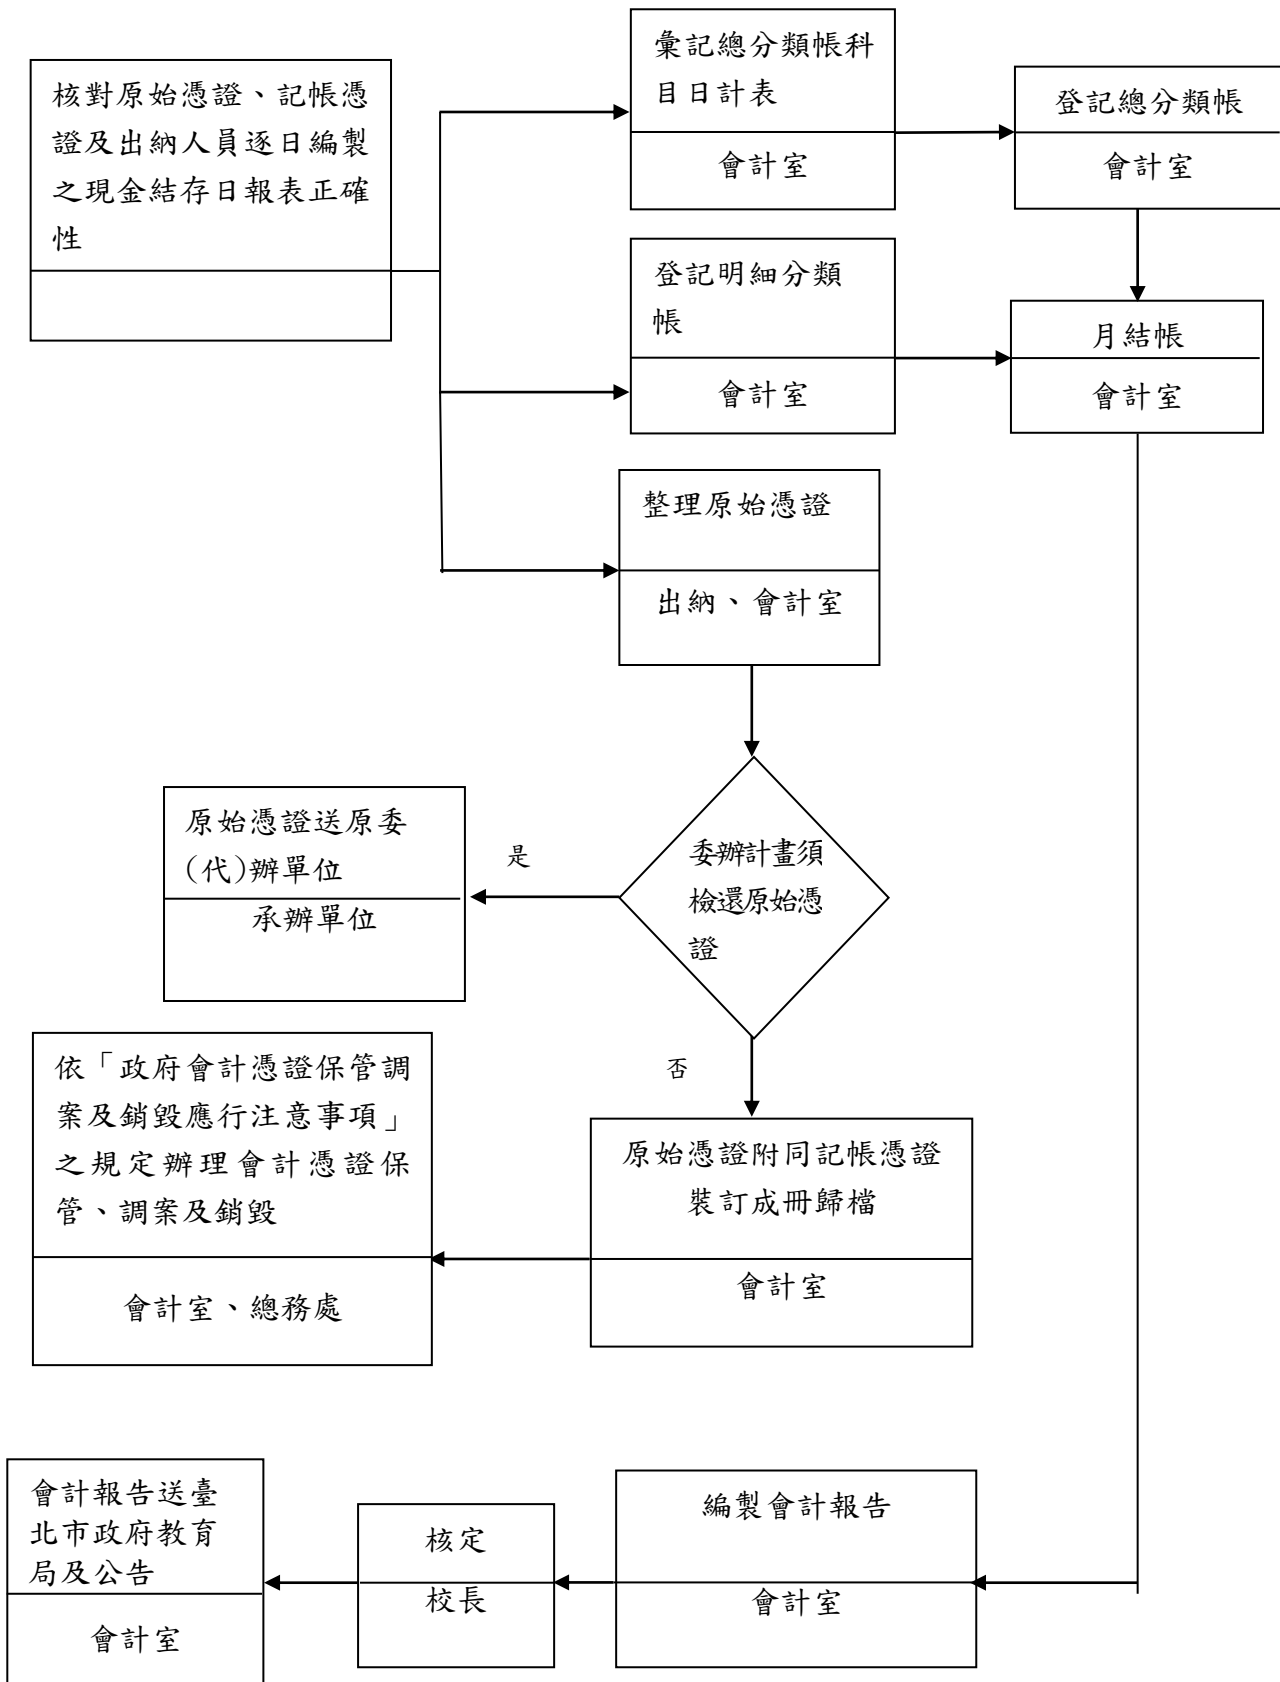 核對原始憑證、記帳憑
證及出納人員逐日編製
之現金結存日報表正確
性
彙記總分類帳科
目日計表
會計室
登記總分類帳
會計室
登記明細分類
帳
會計室
月結帳
會計室
整理原始憑證
出納、會計室
委辦計畫須
檢還原始憑
證
是
原始憑證送原委
(代)辦單位
承辦單位
否
原始憑證附同記帳憑證
裝訂成冊歸檔
會計室
依「政府會計憑證保管調
案及銷毀應行注意事項」
之規定辦理會計憑證保
管、調案及銷毀
會計室、總務處
編製會計報告
會計室
核定
校長
會計報告送臺
北市政府教育
局及公告
會計室